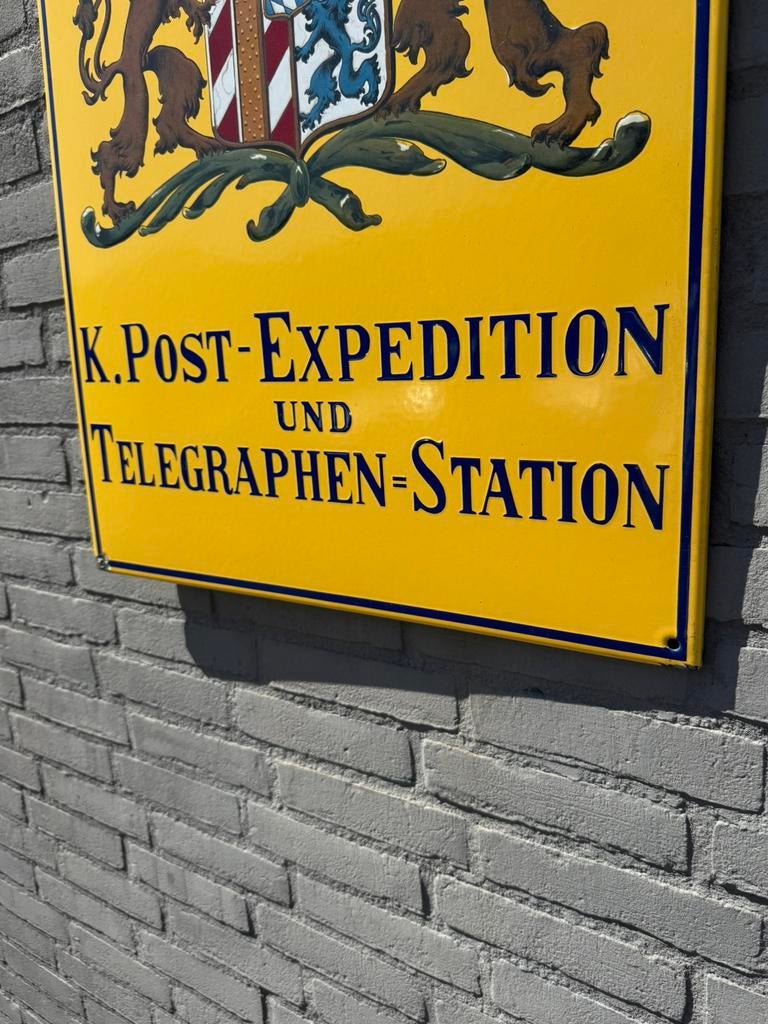 K. Post-Expedition
und
Telegraphen=Station